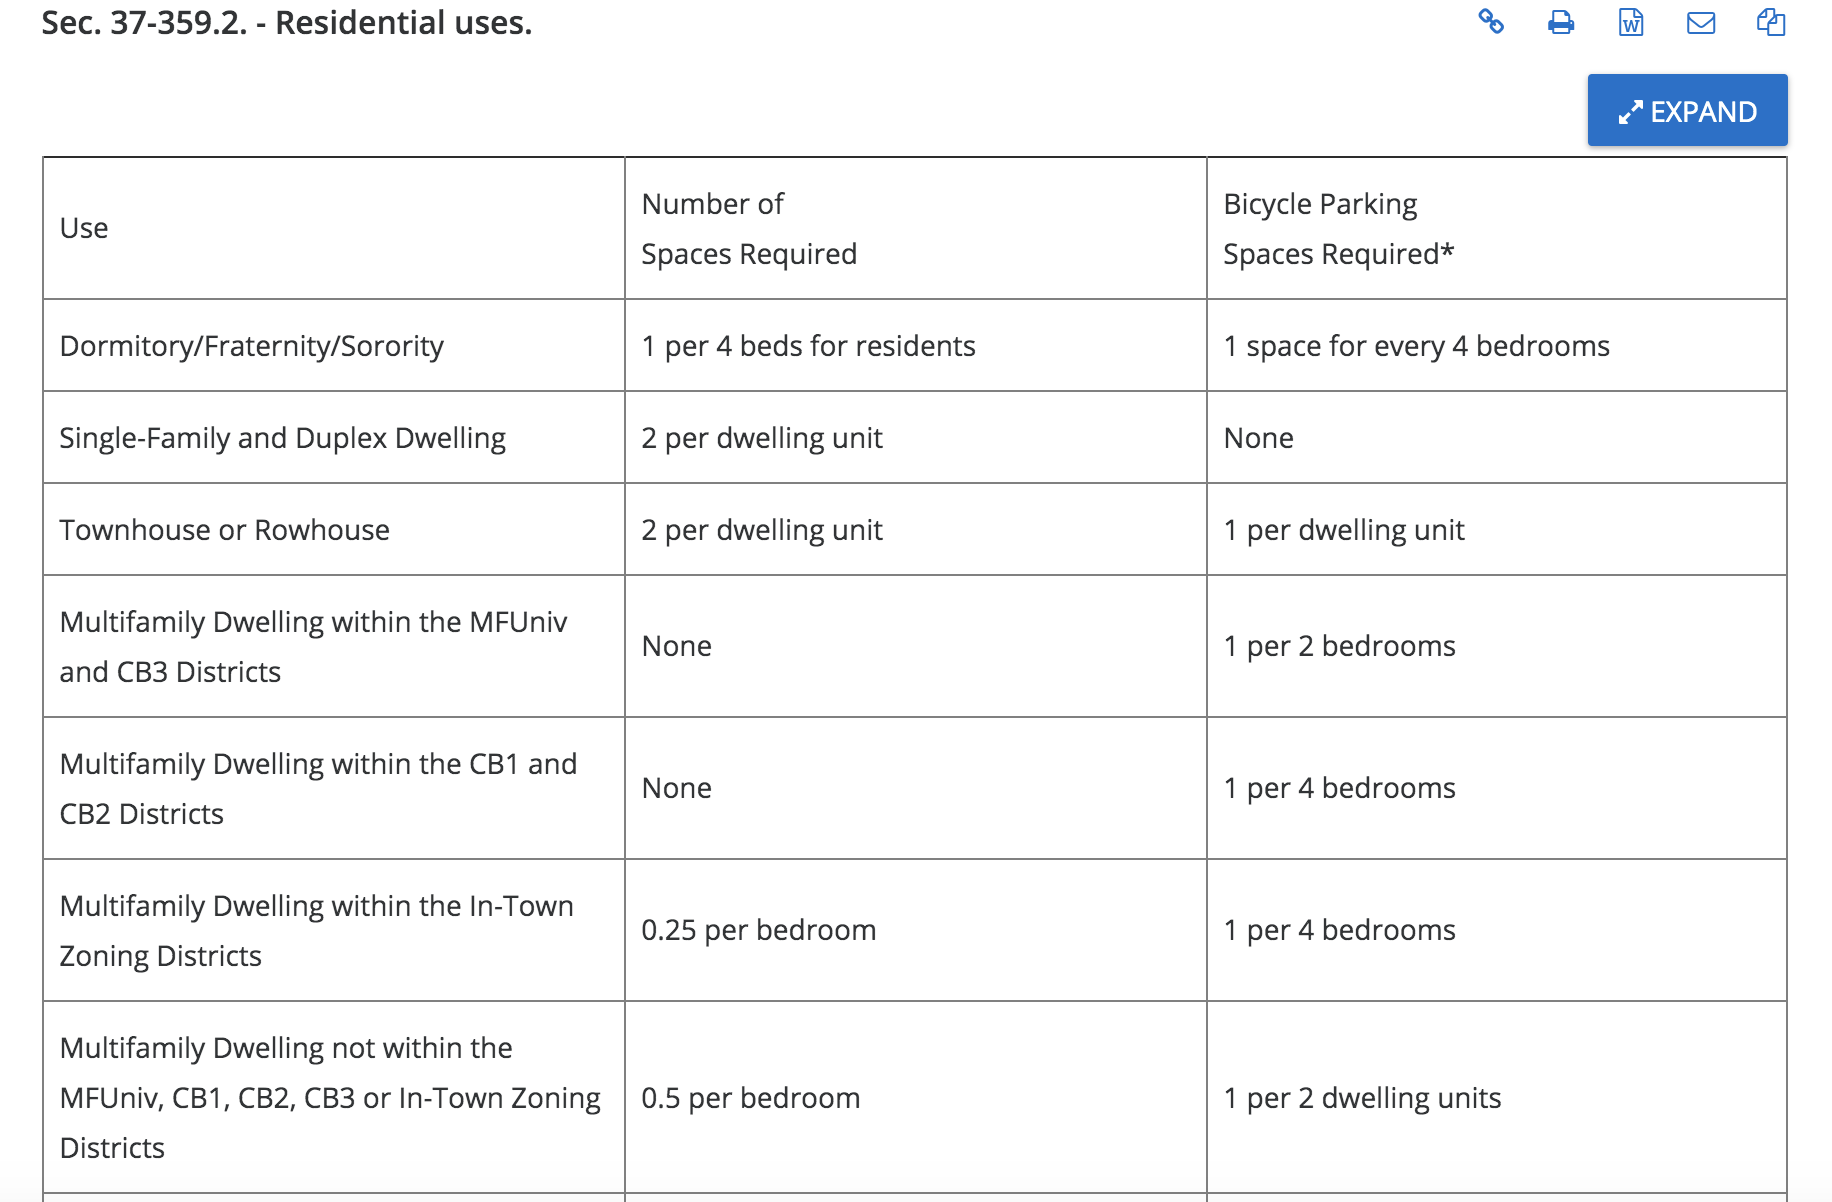 Sec. 37-359.2. - Residential uses.
EXPAND
Use
Number of
Spaces Required
Bicycle Parking
Spaces Required*
Dormitory/Fraternity/Sorority
1 per 4 beds for residents
1 space for every 4 bedrooms
Single-Family and Duplex Dwelling
2 per dwelling unit
None
Townhouse or Rowhouse
2 per dwelling unit
1 per dwelling unit
Multifamily Dwelling within the MFUniv
and CB3 Districts
None
1 per 2 bedrooms
Multifamily Dwelling within the CB1 and
CB2 Districts
None
1 per 4 bedrooms
Multifamily Dwelling within the In-Town
Zoning Districts
0.25 per bedroom
1 per 4 bedrooms
Multifamily Dwelling not within the
MFUniv, CB1, CB2, CB3 or In-Town Zoning
Districts
0.5 per bedroom
1 per 2 dwelling units